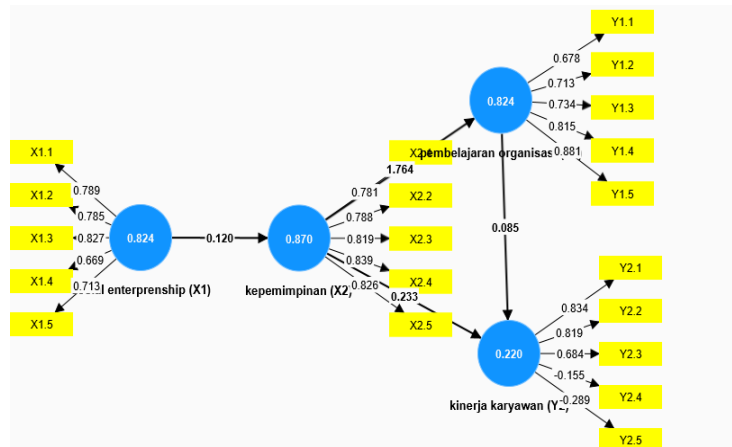 Y1.1
0.678
Y1.2
0.713
0.824
0.734
Y1.3
0.815
Y1.4
0.881
Y1.5
pembelajaran organisas
X1.1
0.789
X1.2
0.785
X1.3
0.827
X1.4
0.669
X1.5
0.713
0.824
enterprenship (X1)
0.120
0.870
kepemimpinan (X2)
1.764
0.781
X2.2
0.788
X2.3
0.819
0.839
X2.4
0.826
X2.5
0.233
0.085
Y2.1
0.834
Y2.2
0.819
0.220
0.684
Y2.3
-0.155
Y2.4
-0.289
Y2.5
kinerja karyawan